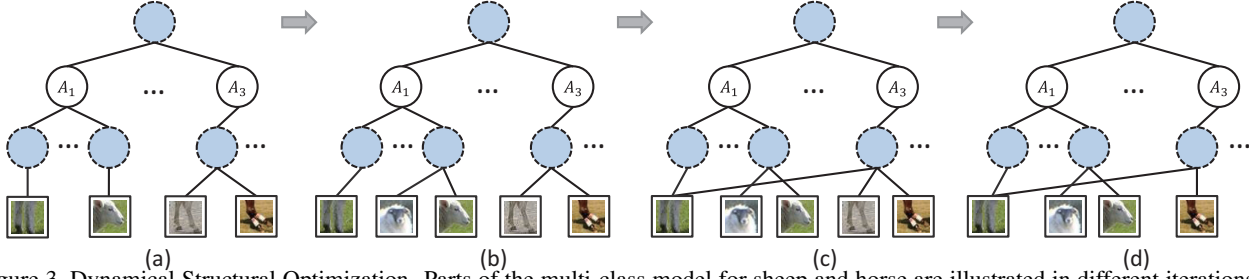 A1 ... A3 A1 ... A3 A1 ... A3 A1 ... A3
... ... ... ... ... ... ... ...
(a) (b) (c) (d)
Figure 3. Dynamical Structural Optimization. Parts of the multi-class model for sheep and horse are illustrated in different iterations